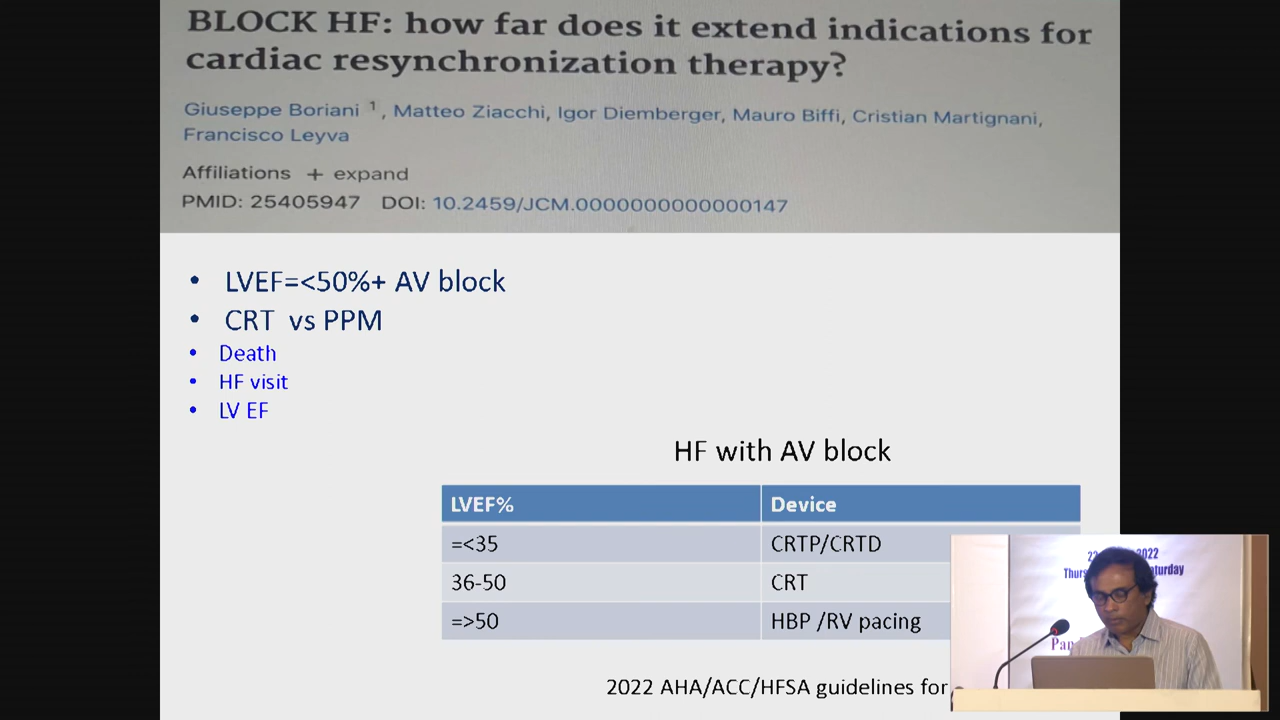 BLOCK HF: how far does it extend indications for
cardiac resynchronization therapy?
Giuseppe Boriani 1, Matteo Ziacchi, Igor Diemberger, Mauro Biffi, Cristian Martignani,
Francisco Leyva
Affiliations + expand
PMID: 25405947 DOI: 10.2459/JCM.0000000000000147
• LVEF=<50%+ AV block
• CRT vs PPM
• Death
• HF visit
• LV EF
HF with AV block
LVEF% Device
=<35 CRTP/CRTD
36-50 CRT
=>50 HBP /RV pacing
2022 AHA/ACC/HFSA guidelines for
22 2022